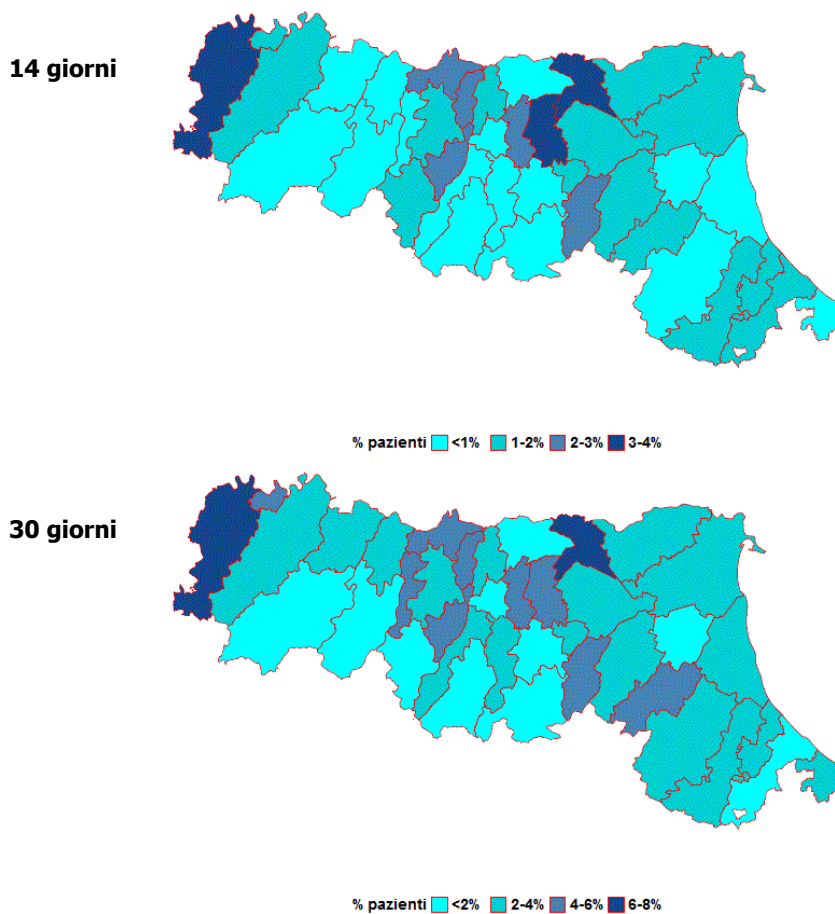 14 giorni
% pazienti <1% 1-2% 2-3% 3-4%
30 giorni
% pazienti <2% 2-4% 4-6% 6-8%